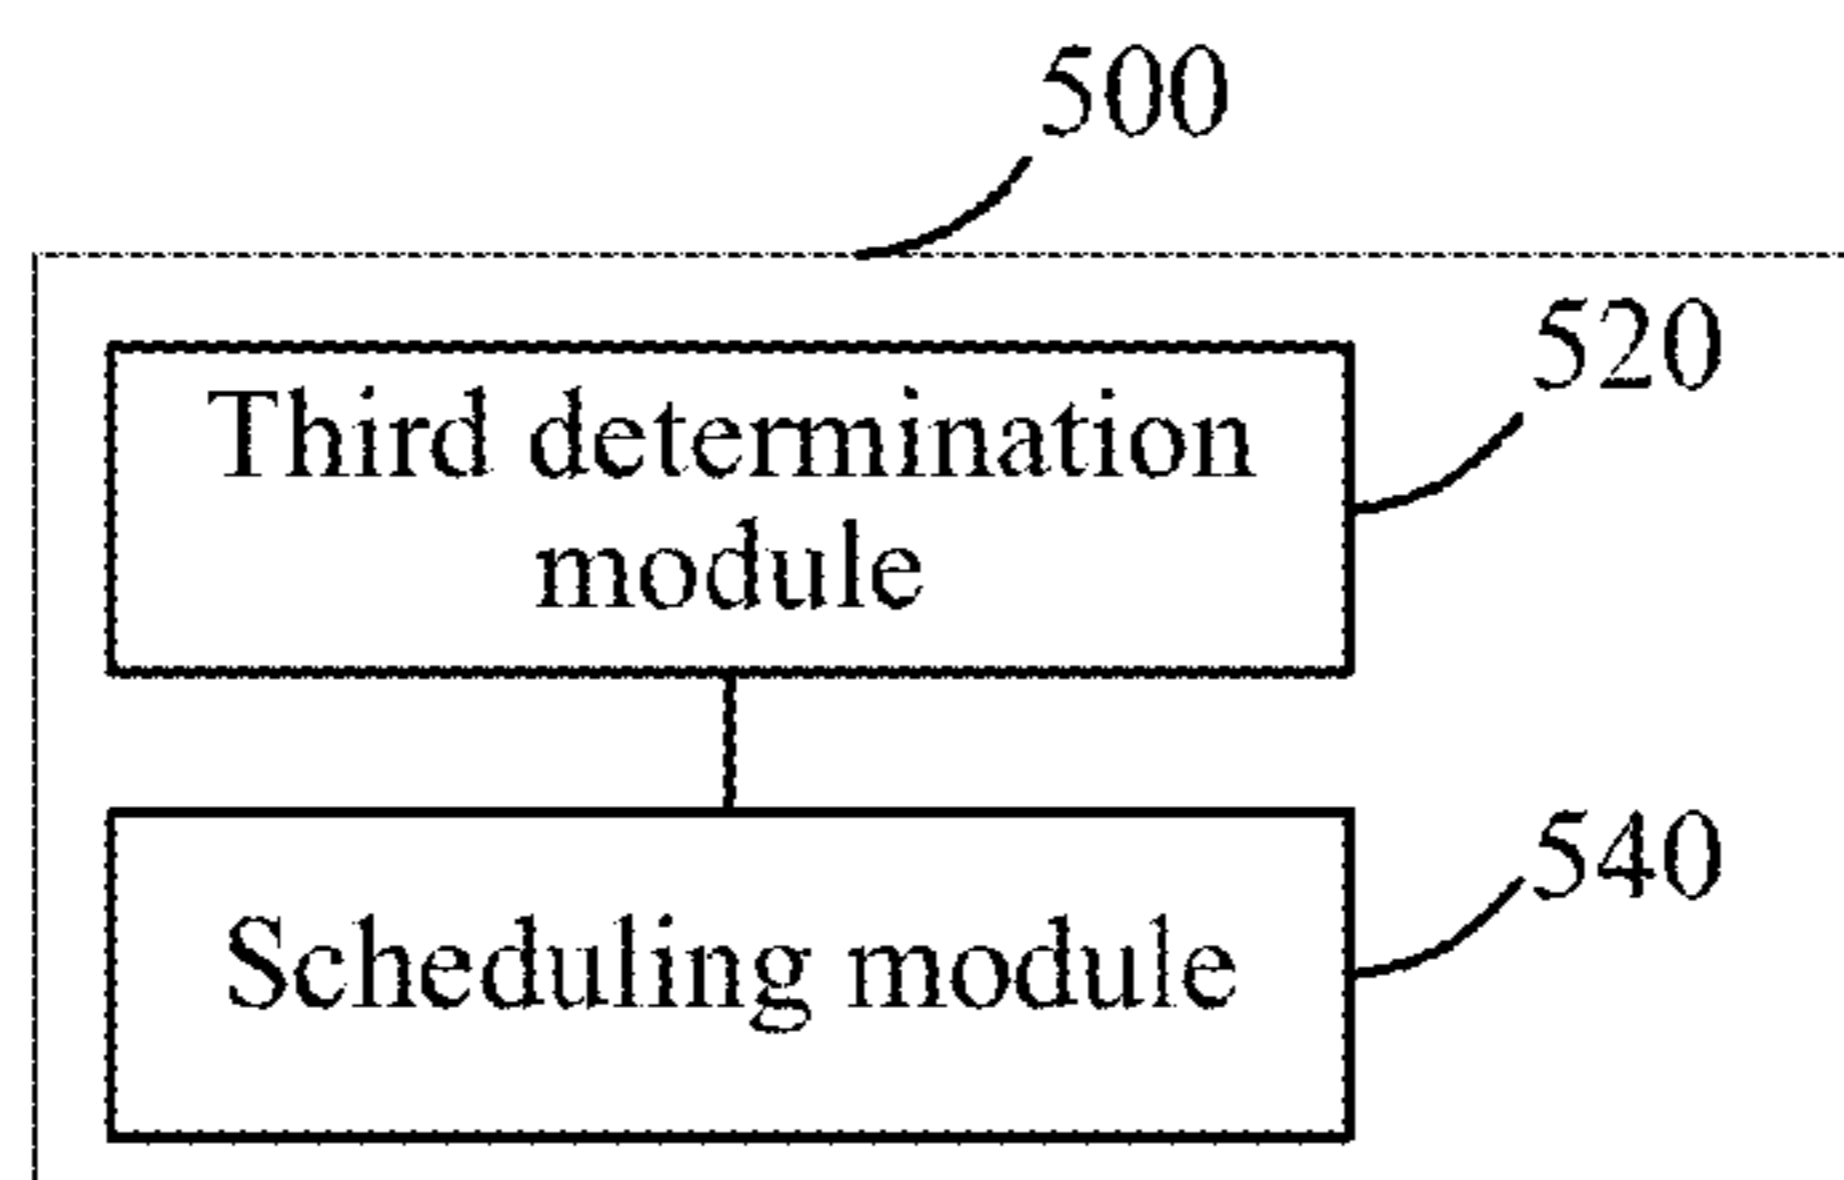 500
520
Third determination
module
540
Scheduling module